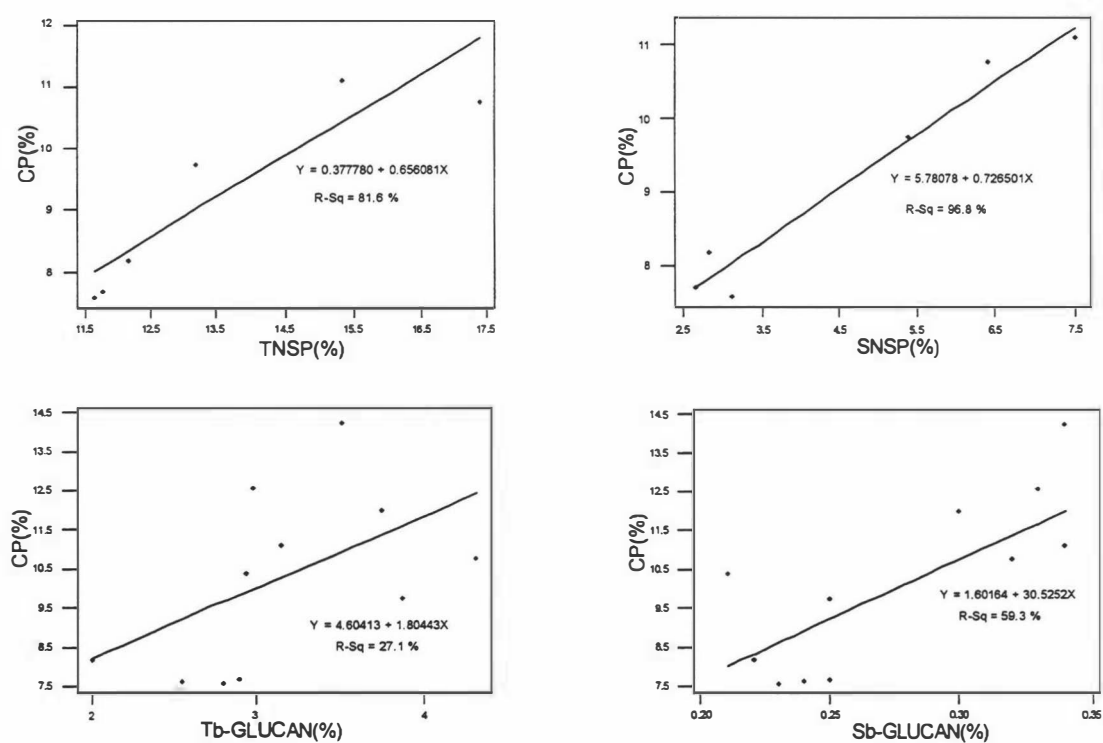 12
11
10
9
8
CP(%)
Y = 0.377780 + 0.656081X
R-Sq = 81.6 %
11.5 12.5 13.5 14.5 15.5 16.5 17.5
TNSP(%)
11
10
9
8
CP(%)
Y = 5.78078 + 0.726501X
R-Sq = 96.8 %
2.5 3.5 4.5 5.5 6.5 7.5
SNSP(%)
14.5
13.5
12.5
11.5
10.5
9.5
8.5
7.5
CP(%)
Y = 4.60413 + 1.80443X
R-Sq = 27.1 %
2 3 4
Tb-GLUCAN(%)
14.5
13.5
12.5
11.5
10.5
9.5
8.5
7.5
CP(%)
Y = 1.60164 + 30.5252X
R-Sq = 59.3 %
0.20 0.25 0.30 0.35
Sb-GLUCAN(%)